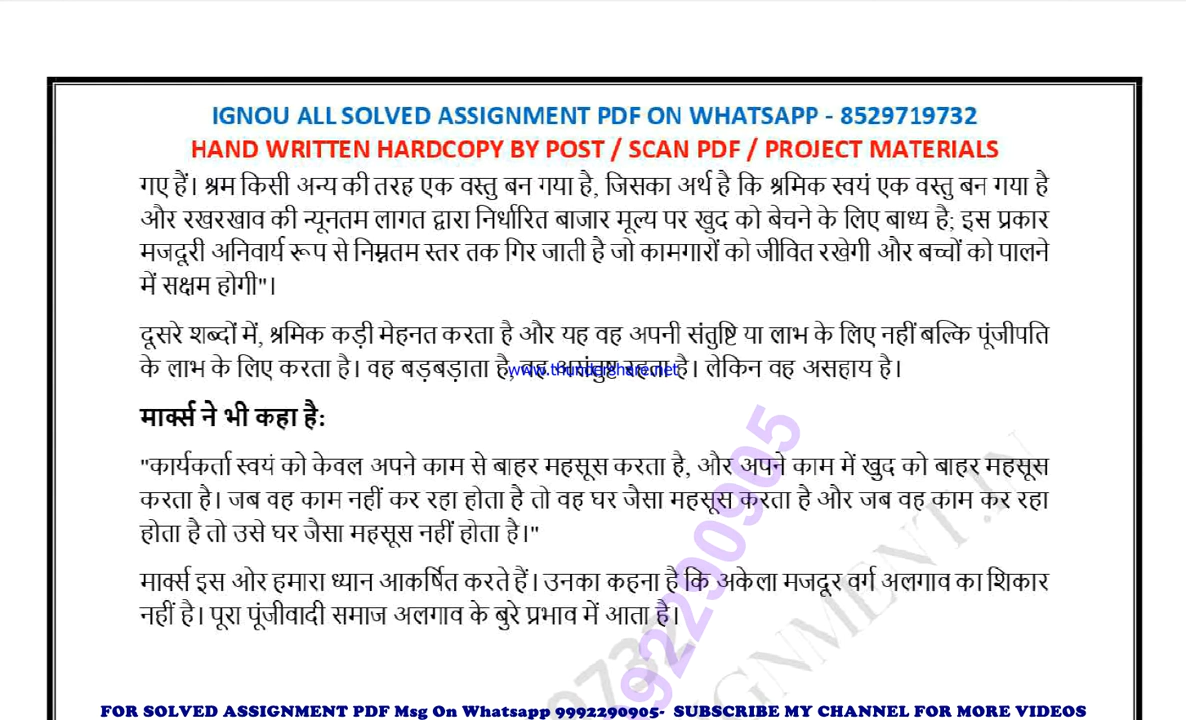 IGNOU ALL SOLVED ASSIGNMENT PDF ON WHATSAPP - 8529719732
HAND WRITTEN HARDCOPY BY POST / SCAN PDF / PROJECT MATERIALS
गए हैं। श्रम किसी अन्य की तरह एक वस्तु बन गया है, जिसका अर्थ है कि श्रमिक स्वयं एक वस्तु बन गया है
और रखरखाव की न्यूनतम लागत द्वारा निर्धारित बाजार मूल्य पर खुद को बेचने के लिए बाध्य है; इस प्रकार
मजदूरी अनिवार्य रूप से निम्नतम स्तर तक गिर जाती है जो कामगारों को जीवित रखेगी और बच्चों को पालने
में सक्षम होगी"।
दूसरे शब्दों में, श्रमिक कड़ी मेहनत करता है और यह वह अपनी संतुष्टि या लाभ के लिए नहीं बल्कि पूंजीपति
के लाभ के लिए करता है। वह बड़बड़ाता है, वह असंतुष्ट रहता है। लेकिन वह असहाय है।
www.thundershare.net
मार्क्स ने भी कहा है:
"कार्यकर्ता स्वयं को केवल अपने काम से बाहर महसूस करता है, और अपने काम में खुद को बाहर महसूस
करता है। जब वह काम नहीं कर रहा होता है तो वह घर जैसा महसूस करता है और जब वह काम कर रहा
होता है तो उसे घर जैसा महसूस नहीं होता है।"
मार्क्स इस ओर हमारा ध्यान आकर्षित करते हैं। उनका कहना है कि अकेला मजदूर वर्ग अलगाव का शिकार
नहीं है। पूरा पूंजीवादी समाज अलगाव के बुरे प्रभाव में आता है।
FOR SOLVED ASSIGNMENT PDF Msg On Whatsapp 9992290905- SUBSCRIBE MY CHANNEL FOR MORE VIDEOS